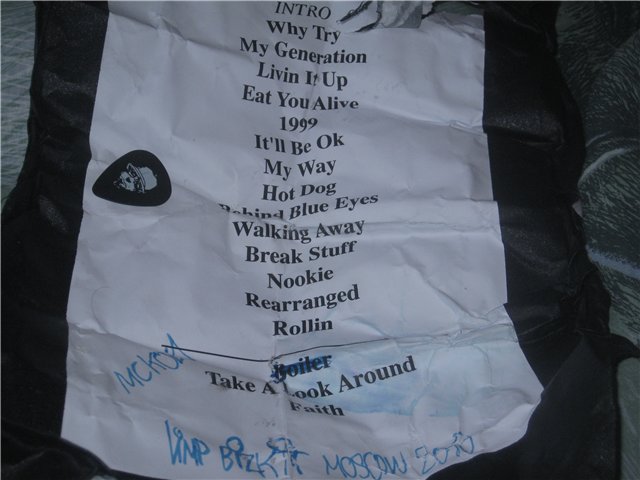 INTRO
Why Try
My Generation
Livin It Up
Eat You Alive
1999
It'll Be Ok
My Way
Hot Dog
Behind Blue Eyes
Walking Away
Break Stuff
Nookie
Rearranged
Rollin
Boiler
Take A Look Around
Faith
LIMP BIZKIT MOSCOW 2010